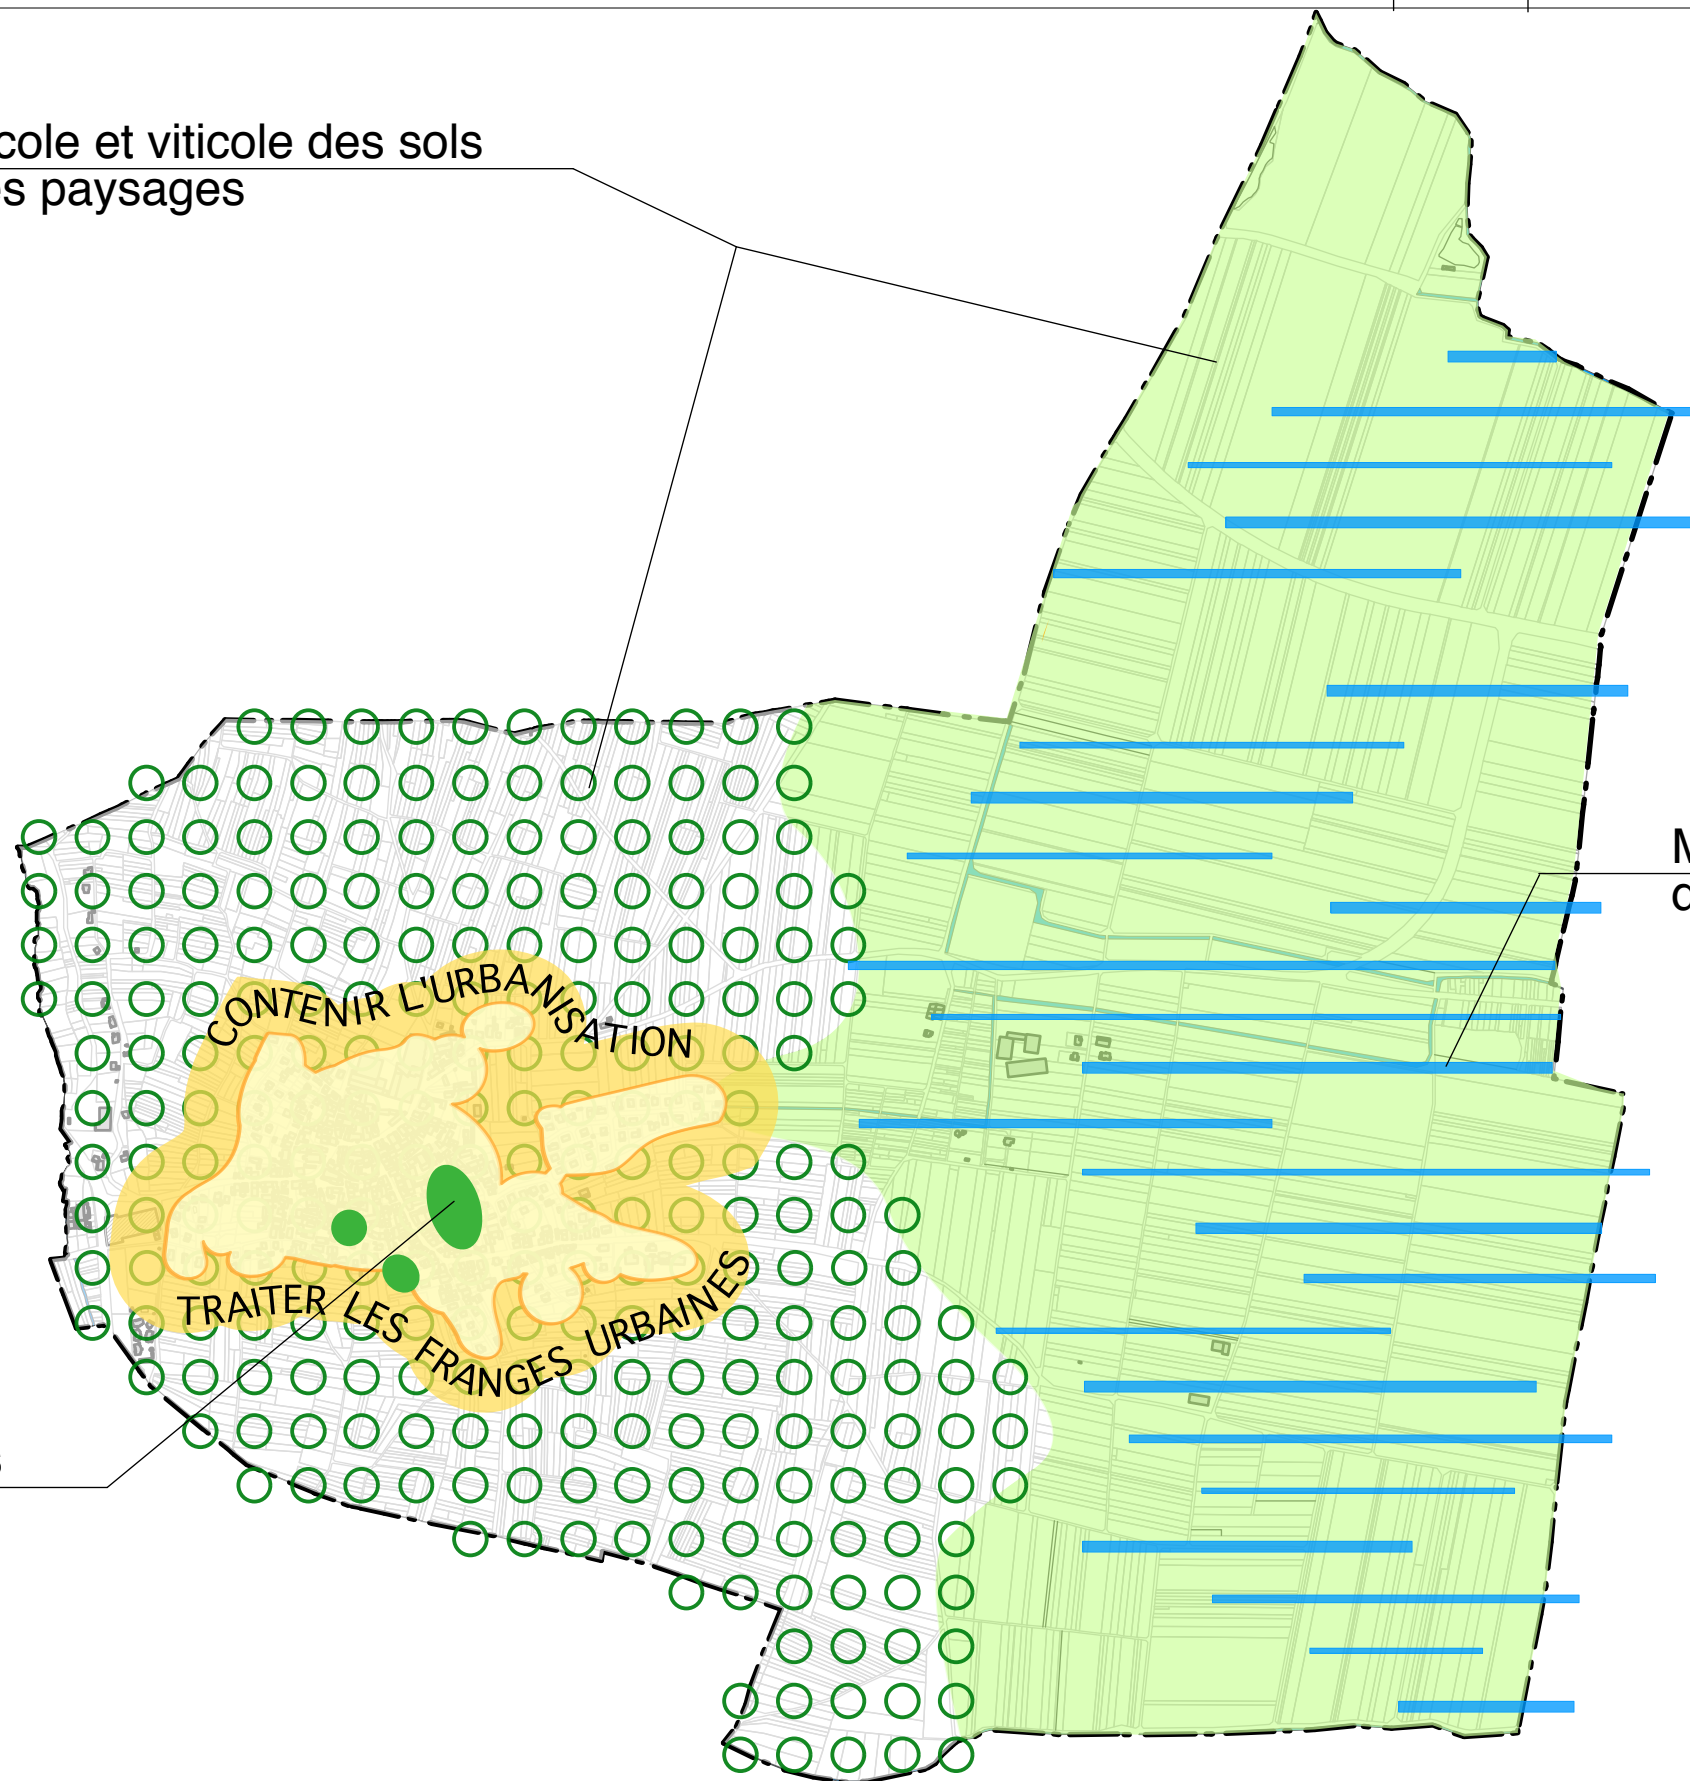 cole et viticole des sols
s paysages
M
CONTENIR L'URBANISATION
TRAITER LES FRANGES URBAINES
s